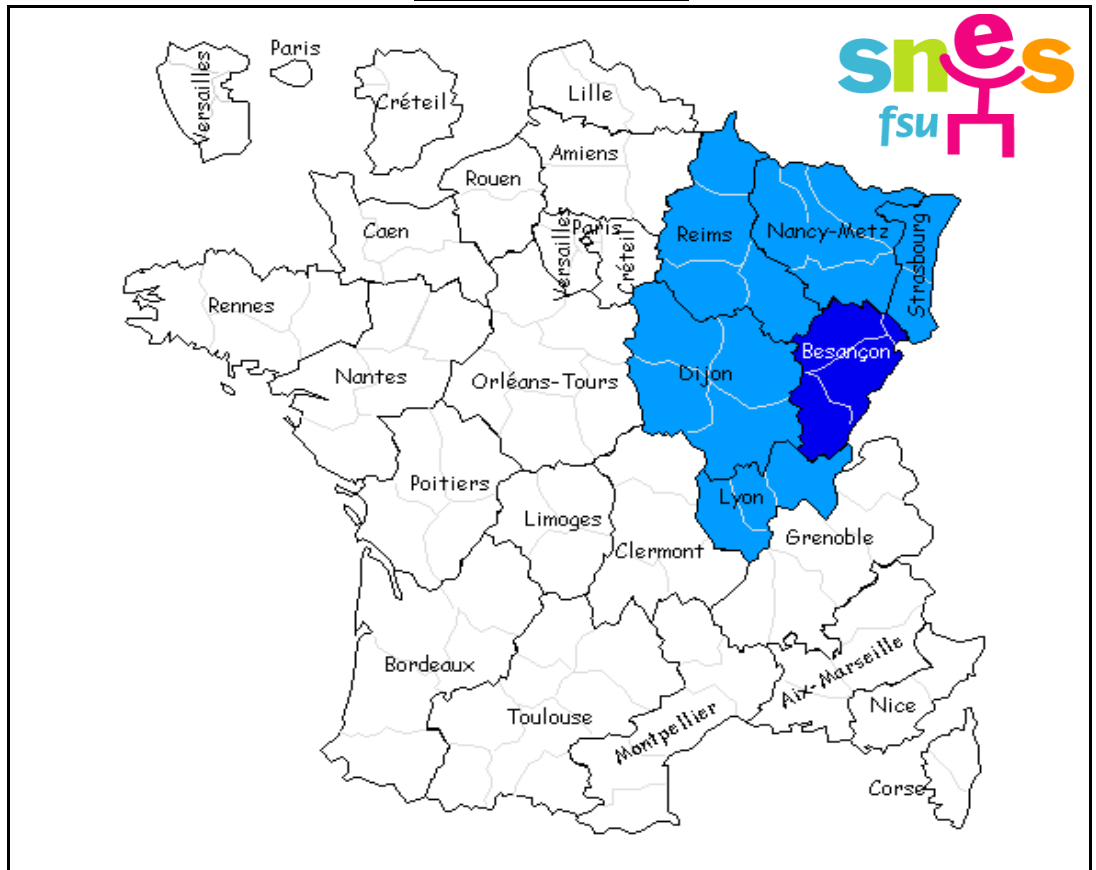 snes
fsu
Versailles
Paris
Créteil
Lille
Amiens
Rouen
Caen
Versailles
Paris
Créteil
Reims
Nancy-Metz
Strasbourg
Rennes
Besançon
Nantes
Orléans-Tours
Dijon
Poitiers
Limoges
Lyon
Clermont
Grenoble
Bordeaux
Toulouse
Montpellier
Aix-Marseille
Nice
Corse